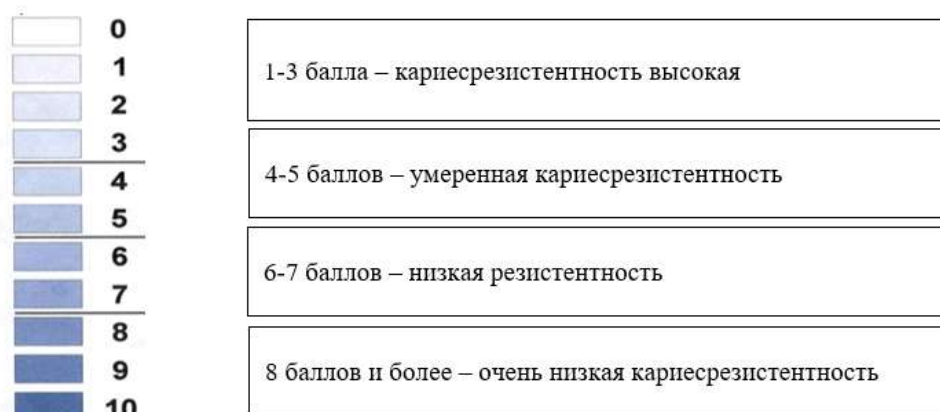 0
1
2
3
4
5
6
7
8
9
10
1-3 балла – кариесрезистентность высокая
4-5 баллов – умеренная кариесрезистентность
6-7 баллов – низкая резистентность
8 баллов и более – очень низкая кариесрезистентность